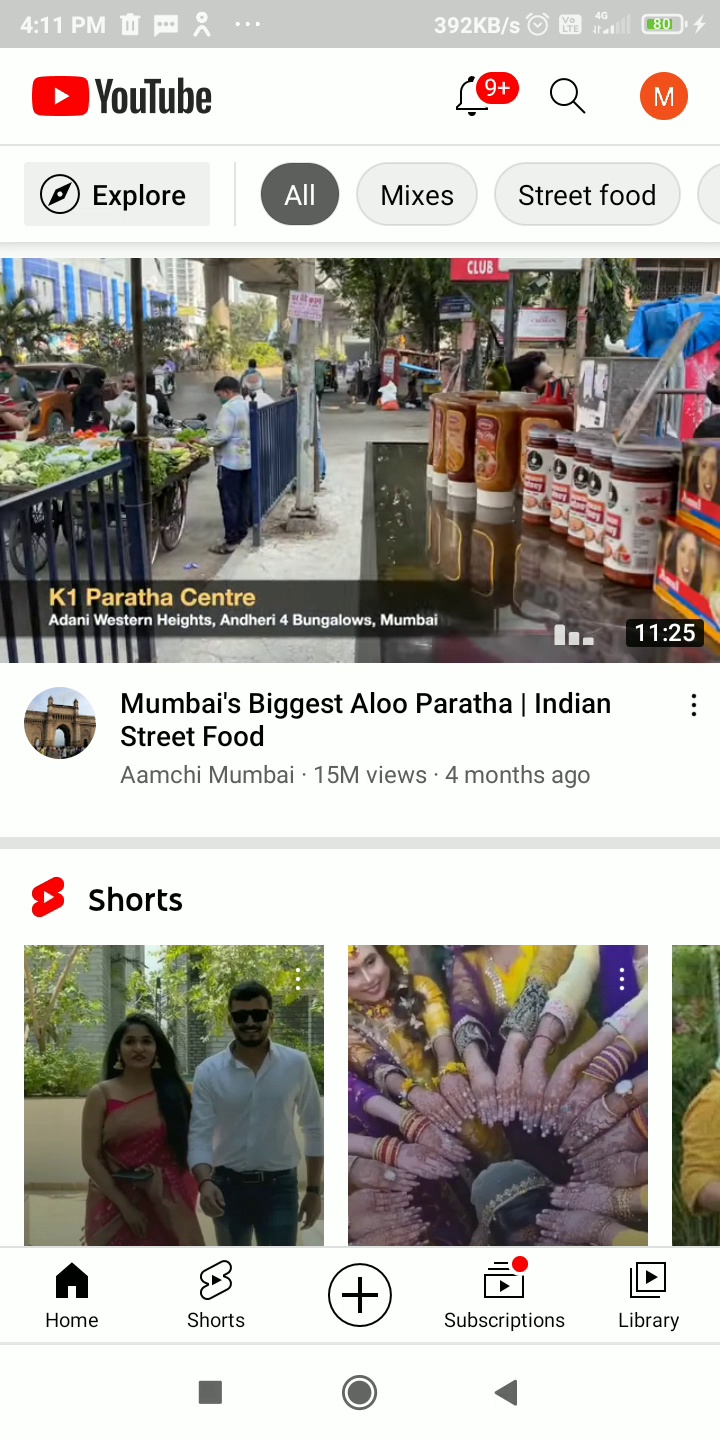 4:11 PM
392KB/s
Vo
LTE
4G
80
YouTube
9+
M
Explore
All
Mixes
Street food
CLUB
K1 Paratha Centre
Adani Western Heights, Andheri 4 Bungalows, Mumbai
11:25
Mumbai's Biggest Aloo Paratha | Indian
Street Food
Aamchi Mumbai · 15M views · 4 months ago
Shorts
Home
Shorts
Subscriptions
Library